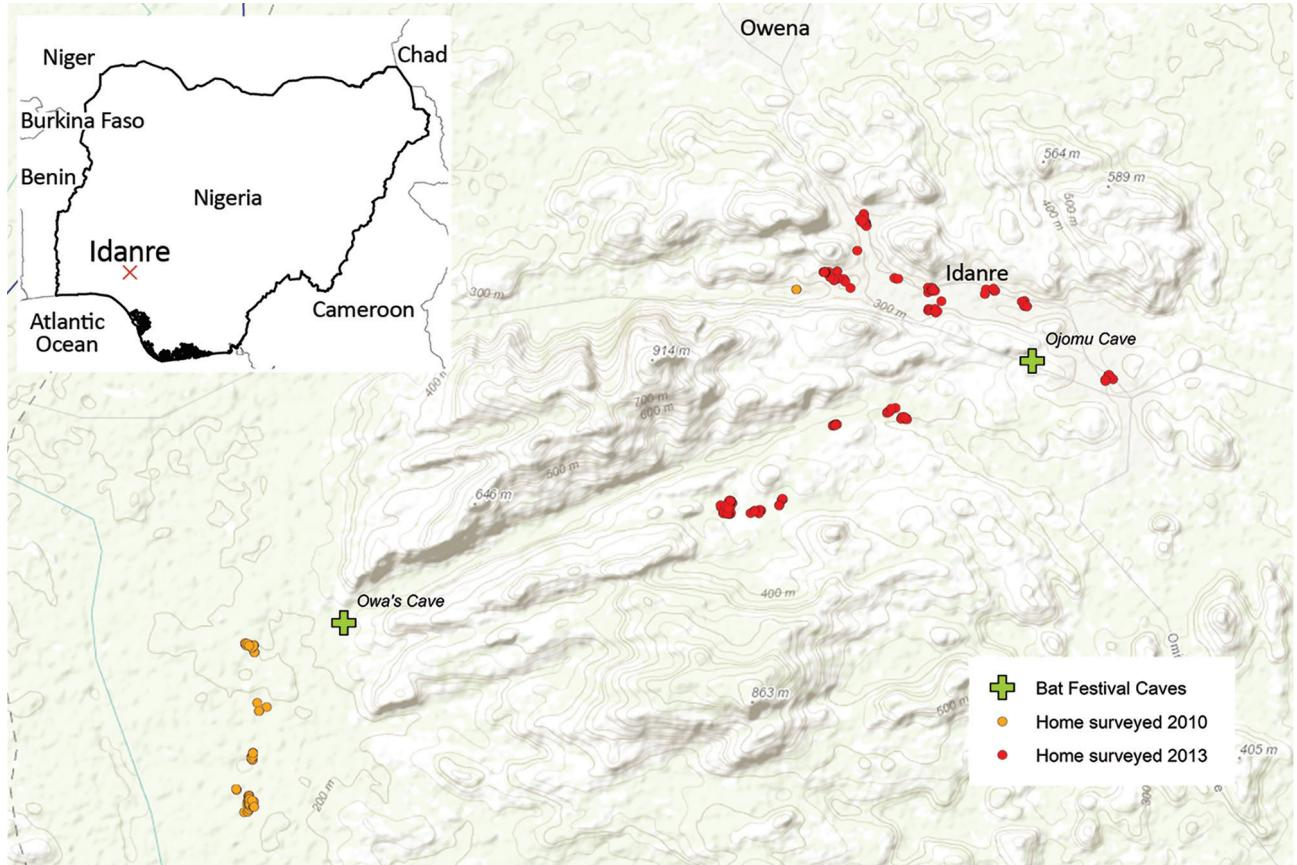 Owena
Niger
Chad
Burkina Faso
Benin
Nigeria
Idanre
Cameroon
Atlantic
Ocean
564 m
589 m
500 m
400 m
Idanre
300 m
300 m
Ojomu Cave
914 m
400
700 m
600 m
500 m
646 m
400 m
Owa's Cave
863 m
500 m
200 m
405 m
300
Bat Festival Caves
Home surveyed 2010
Home surveyed 2013